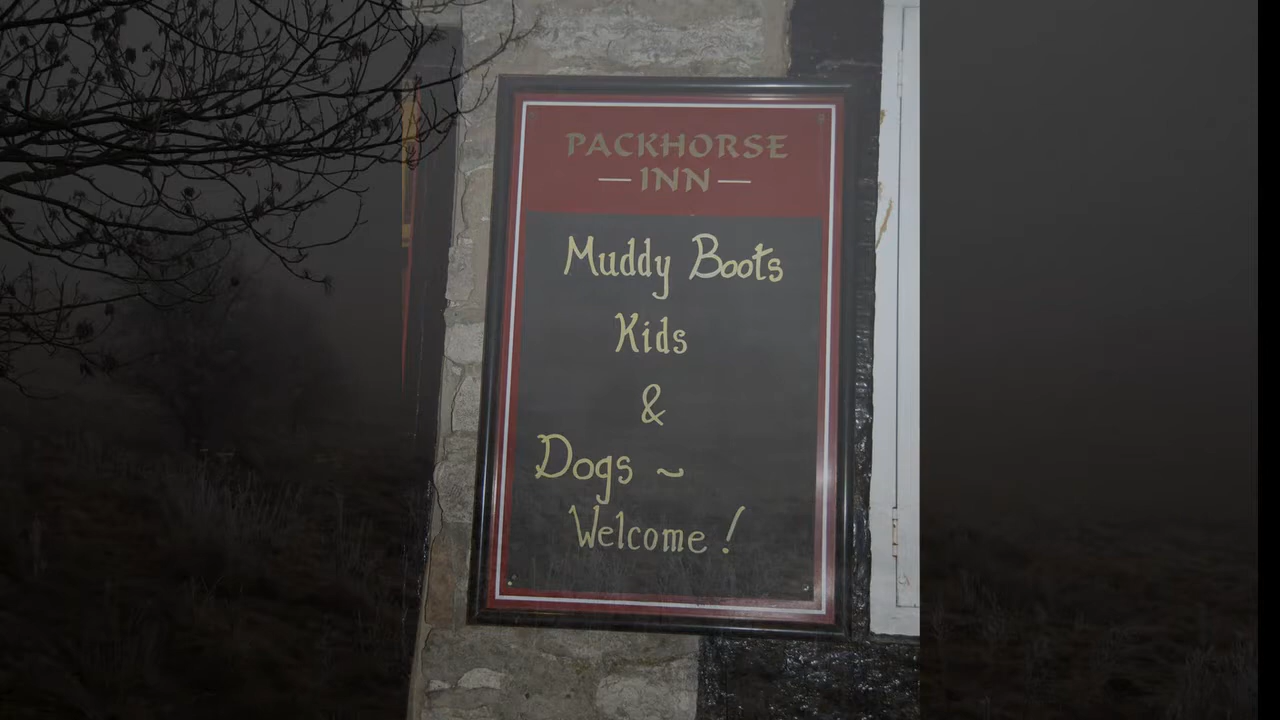 PACKHORSE
— INN —
Muddy Boots
Kids
&
Dogs ~
Welcome!